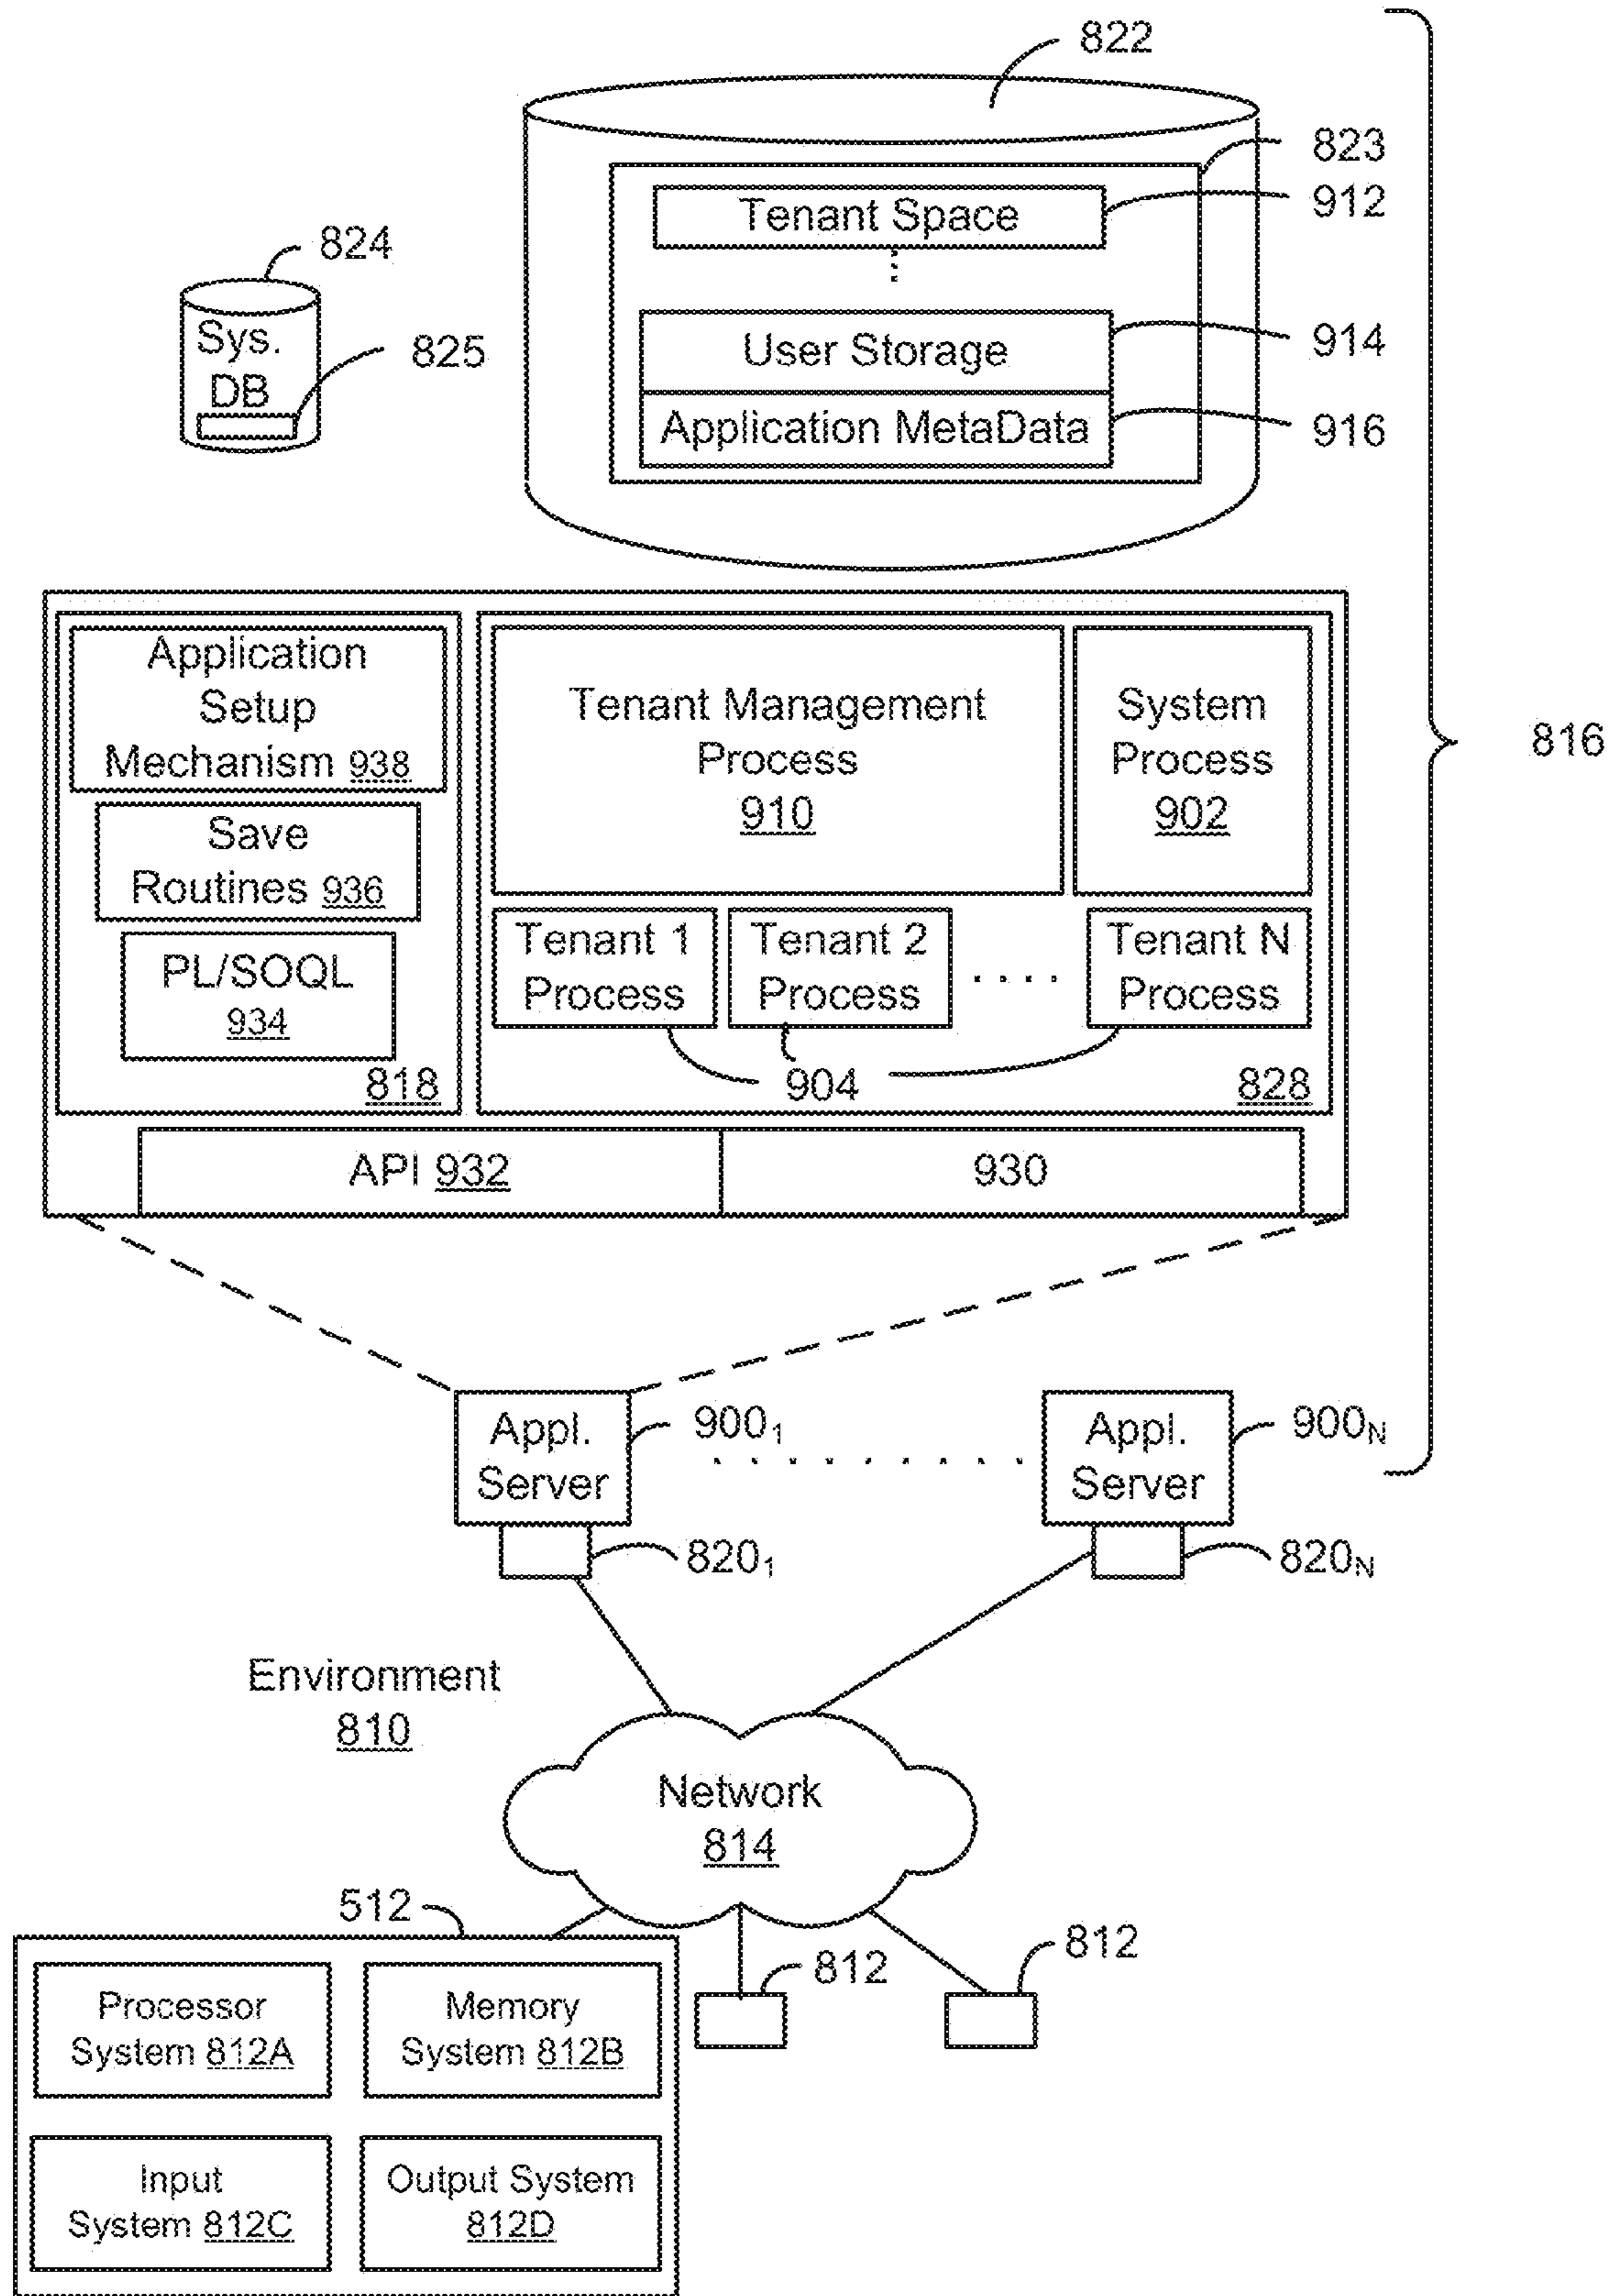 822
823
Tenant Space
912
824
Sys.
DB
825
User Storage
914
Application MetaData
916
816
Application
Setup
Mechanism 938
Save
Routines 936
PL/SOQL
934
818
Tenant Management
Process
910
System
Process
902
Tenant 1
Process
Tenant 2
Process
....
Tenant N
Process
904
828
API 932
930
Appl.
Server
900₁
Appl.
Server
900N
820₁
820N
Environment
810
Network
814
512
812
812
Processor
System 812A
Memory
System 812B
Input
System 812C
Output System
812D